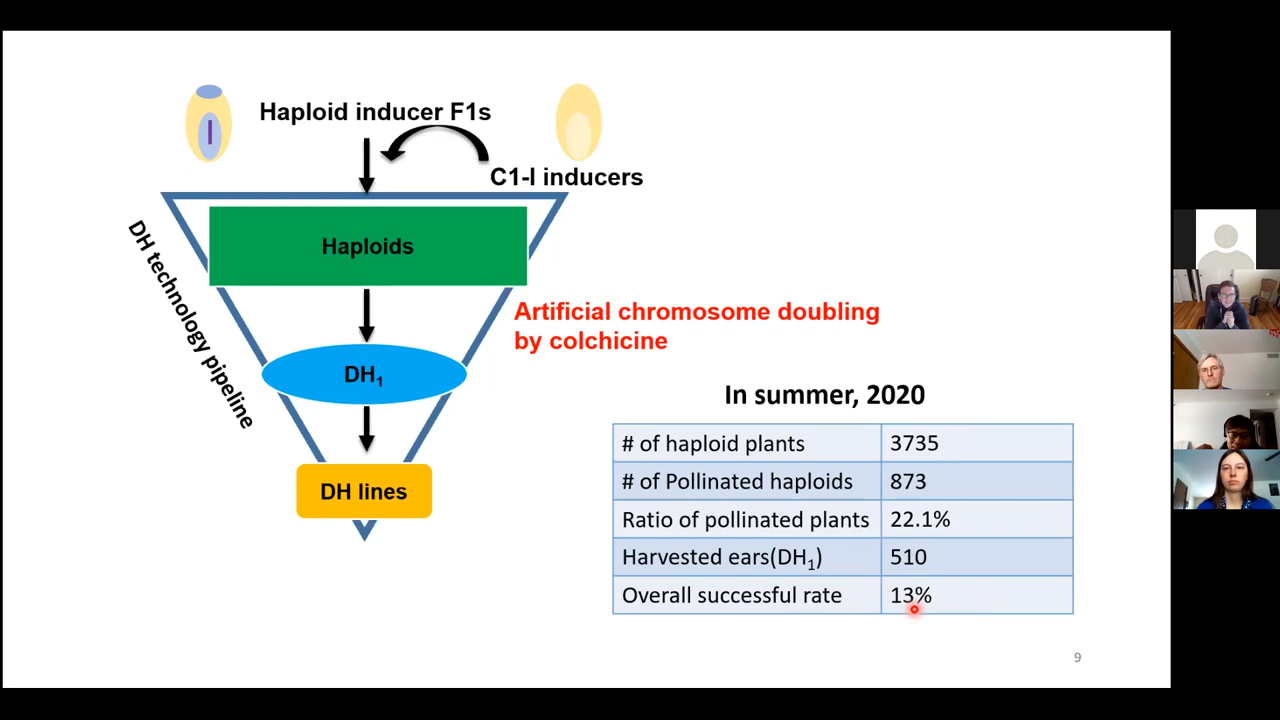 Haploid inducer F1s
C1-I inducers
DH technology pipeline
Haploids
Artificial chromosome doubling
by colchicine
DH₁
DH lines
In summer, 2020
# of haploid plants 3735
# of Pollinated haploids 873
Ratio of pollinated plants 22.1%
Harvested ears(DH₁) 510
Overall successful rate 13%
9